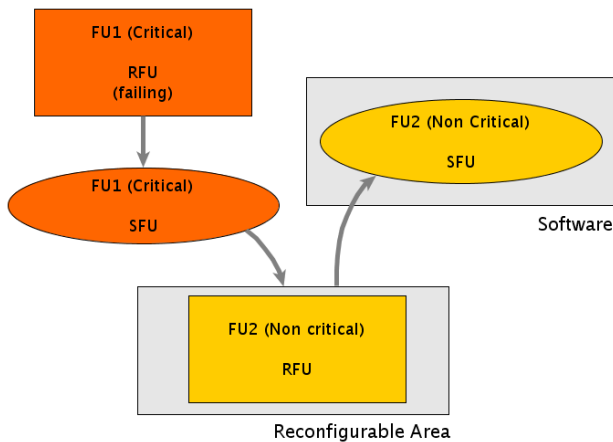 FU1 (Critical)
RFU
(failing)
FU2 (Non Critical)
SFU
Software
FU1 (Critical)
SFU
FU2 (Non critical)
RFU
Reconfigurable Area